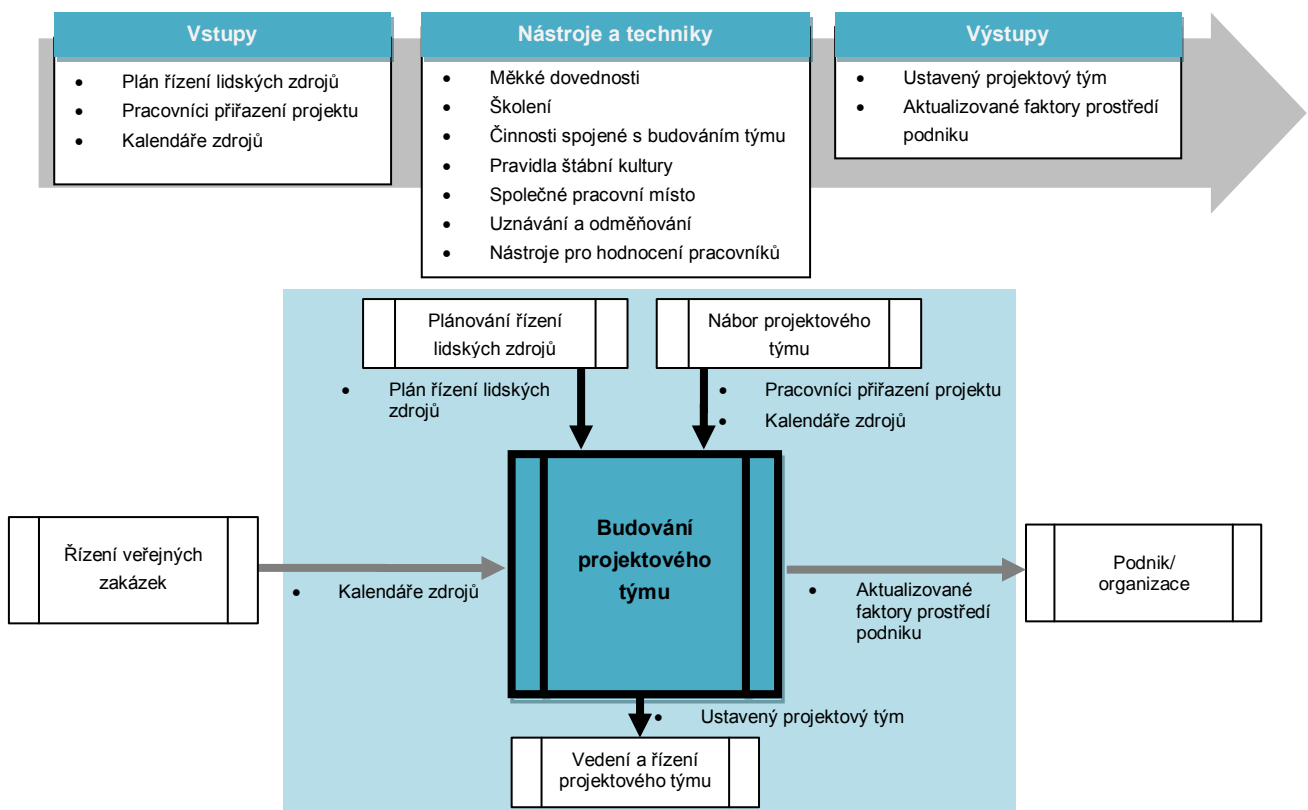 Vstupy
• Plán řízení lidských zdrojů
• Pracovníci přiřazení projektu
• Kalendáře zdrojů
Nástroje a techniky
• Měkké dovednosti
• Školení
• Činnosti spojené s budováním týmu
• Pravidla štábní kultury
• Společné pracovní místo
• Uznávání a odměňování
• Nástroje pro hodnocení pracovníků
Výstupy
• Ustavený projektový tým
• Aktualizované faktory prostředí
podniku
Plánování řízení
lidských zdrojů
Nábor projektového
týmu
• Plán řízení lidských
zdrojů
• Pracovníci přiřazení projektu
• Kalendáře zdrojů
Řízení veřejných
zakázek
• Kalendáře zdrojů
Budování
projektového
týmu
• Aktualizované
faktory prostředí
podniku
Podnik/
organizace
• Ustavený projektový tým
Vedení a řízení
projektového týmu